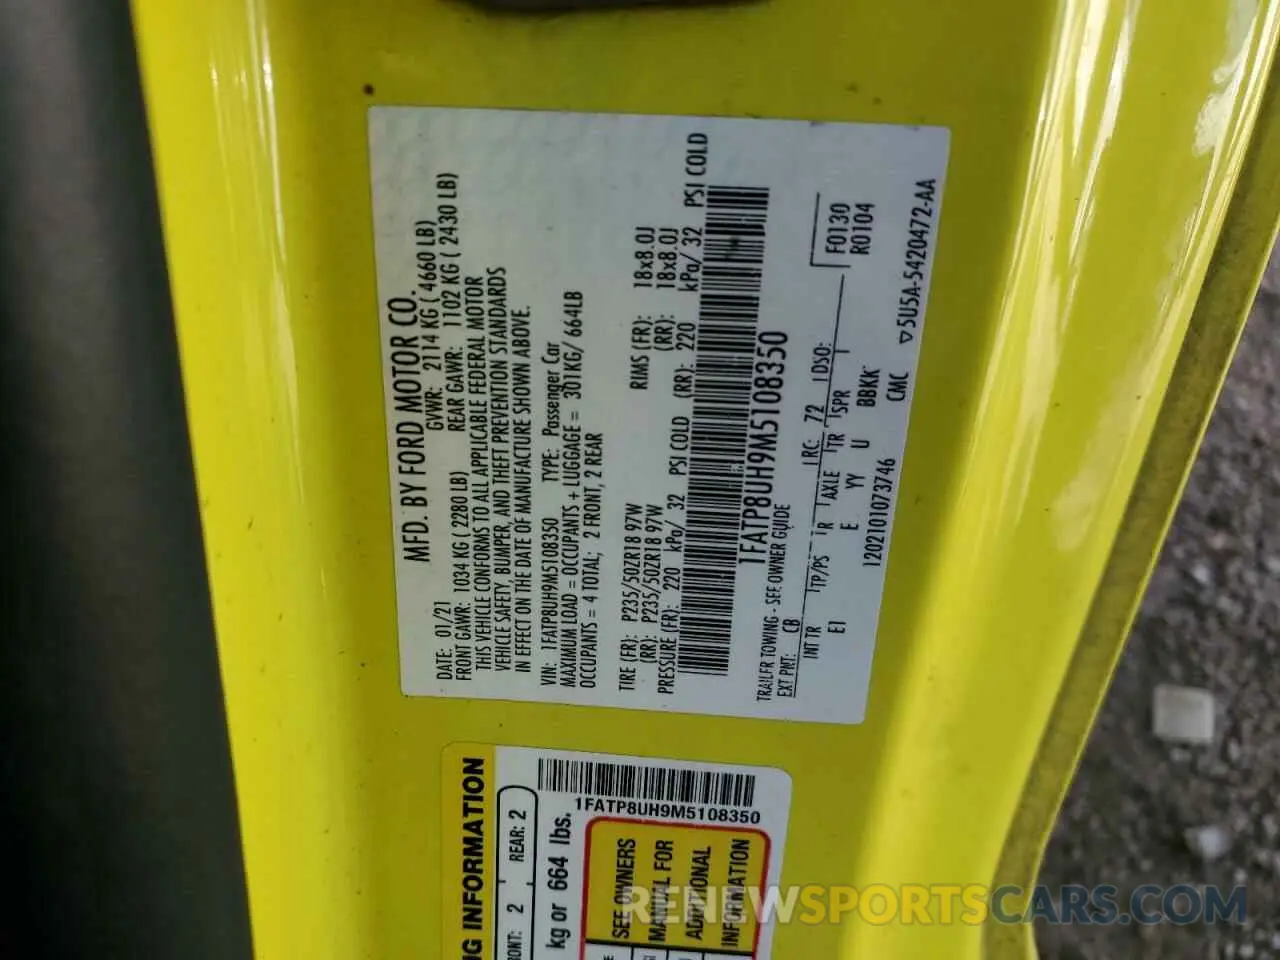 MFD. BY FORD MOTOR CO.
DATE: 01/21 GVWR: 2114 KG ( 4660 LB)
FRONT GAWR: 1034 KG ( 2280 LB) REAR GAWR: 1102 KG ( 2430 LB)
THIS VEHICLE CONFORMS TO ALL APPLICABLE FEDERAL MOTOR
VEHICLE SAFETY, BUMPER, AND THEFT PREVENTION STANDARDS
IN EFFECT ON THE DATE OF MANUFACTURE SHOWN ABOVE.
VIN: 1FATP8UH9M5108350 TYPE: Passenger Car
MAXIMUM LOAD = OCCUPANTS + LUGGAGE = 301KG/ 664LB
OCCUPANTS = 4 TOTAL; 2 FRONT, 2 REAR
TIRE (FR): P235/50ZR18 97W RIMS (FR): 18x8.0J
(RR): P235/50ZR18 97W (RR): 18x8.0J
PRESSURE (FR): 220 kPa/ 32 PSI COLD (RR): 220 kPa/ 32 PSI COLD
1FATP8UH9M5108350
TRAILER TOWING - SEE OWNER GUIDE
EXT PNT: CB RC: 72 DSO: F0130
R0104
INT TR TP/PS R AXLE TR SPR
EI E YY U BBKK
1202101073746 CMC 5U5A-5420472-AA
NG INFORMATION
RONT: 2 REAR: 2
kg or 664 lbs.
1FATP8UH9M5108350
SEE OWNERS
MANUAL FOR
ADDITIONAL
INFORMATION
RENEWSPORTSCARS.COM